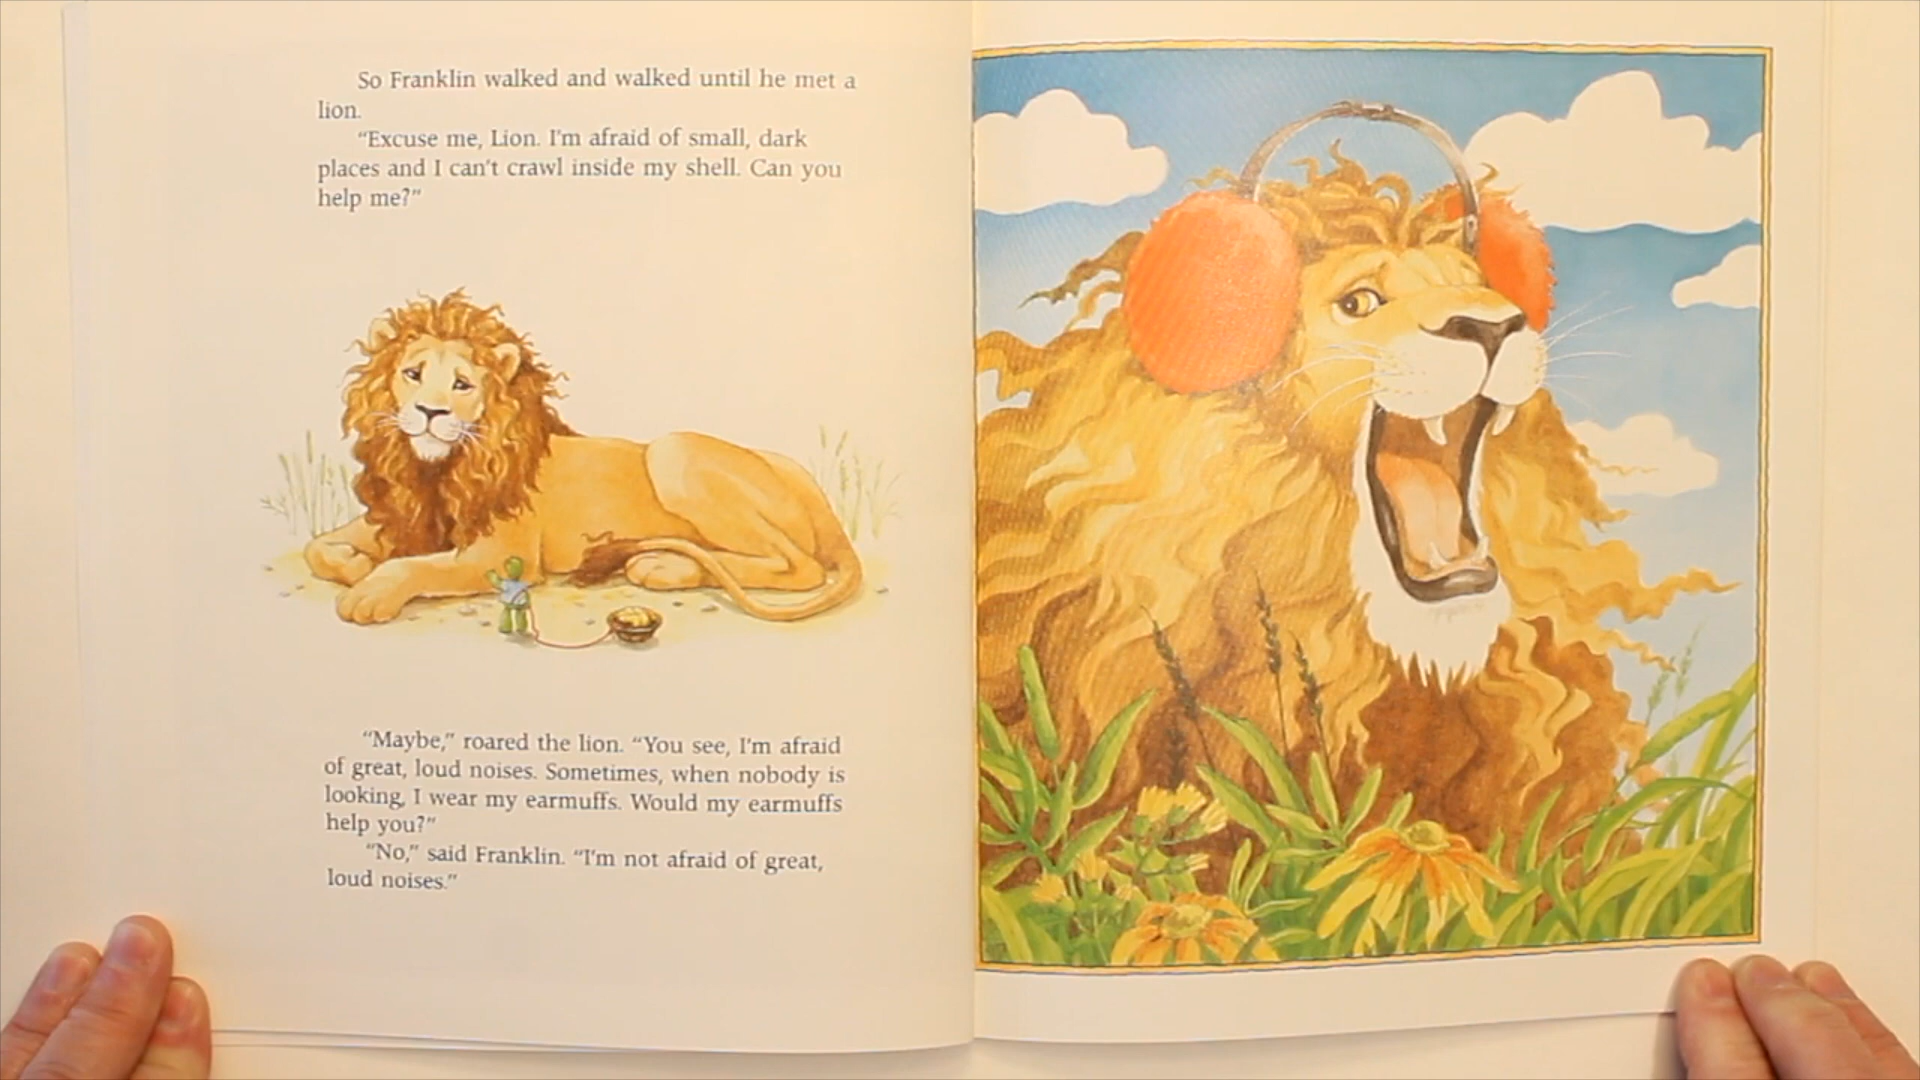 So Franklin walked and walked until he met a
lion.
“Excuse me, Lion. I'm afraid of small, dark
places and I can't crawl inside my shell. Can you
help me?”
“Maybe,” roared the lion. “You see, I'm afraid
of great, loud noises. Sometimes, when nobody is
looking, I wear my earmuffs. Would my earmuffs
help you?”
“No,” said Franklin. “I'm not afraid of great,
loud noises.”